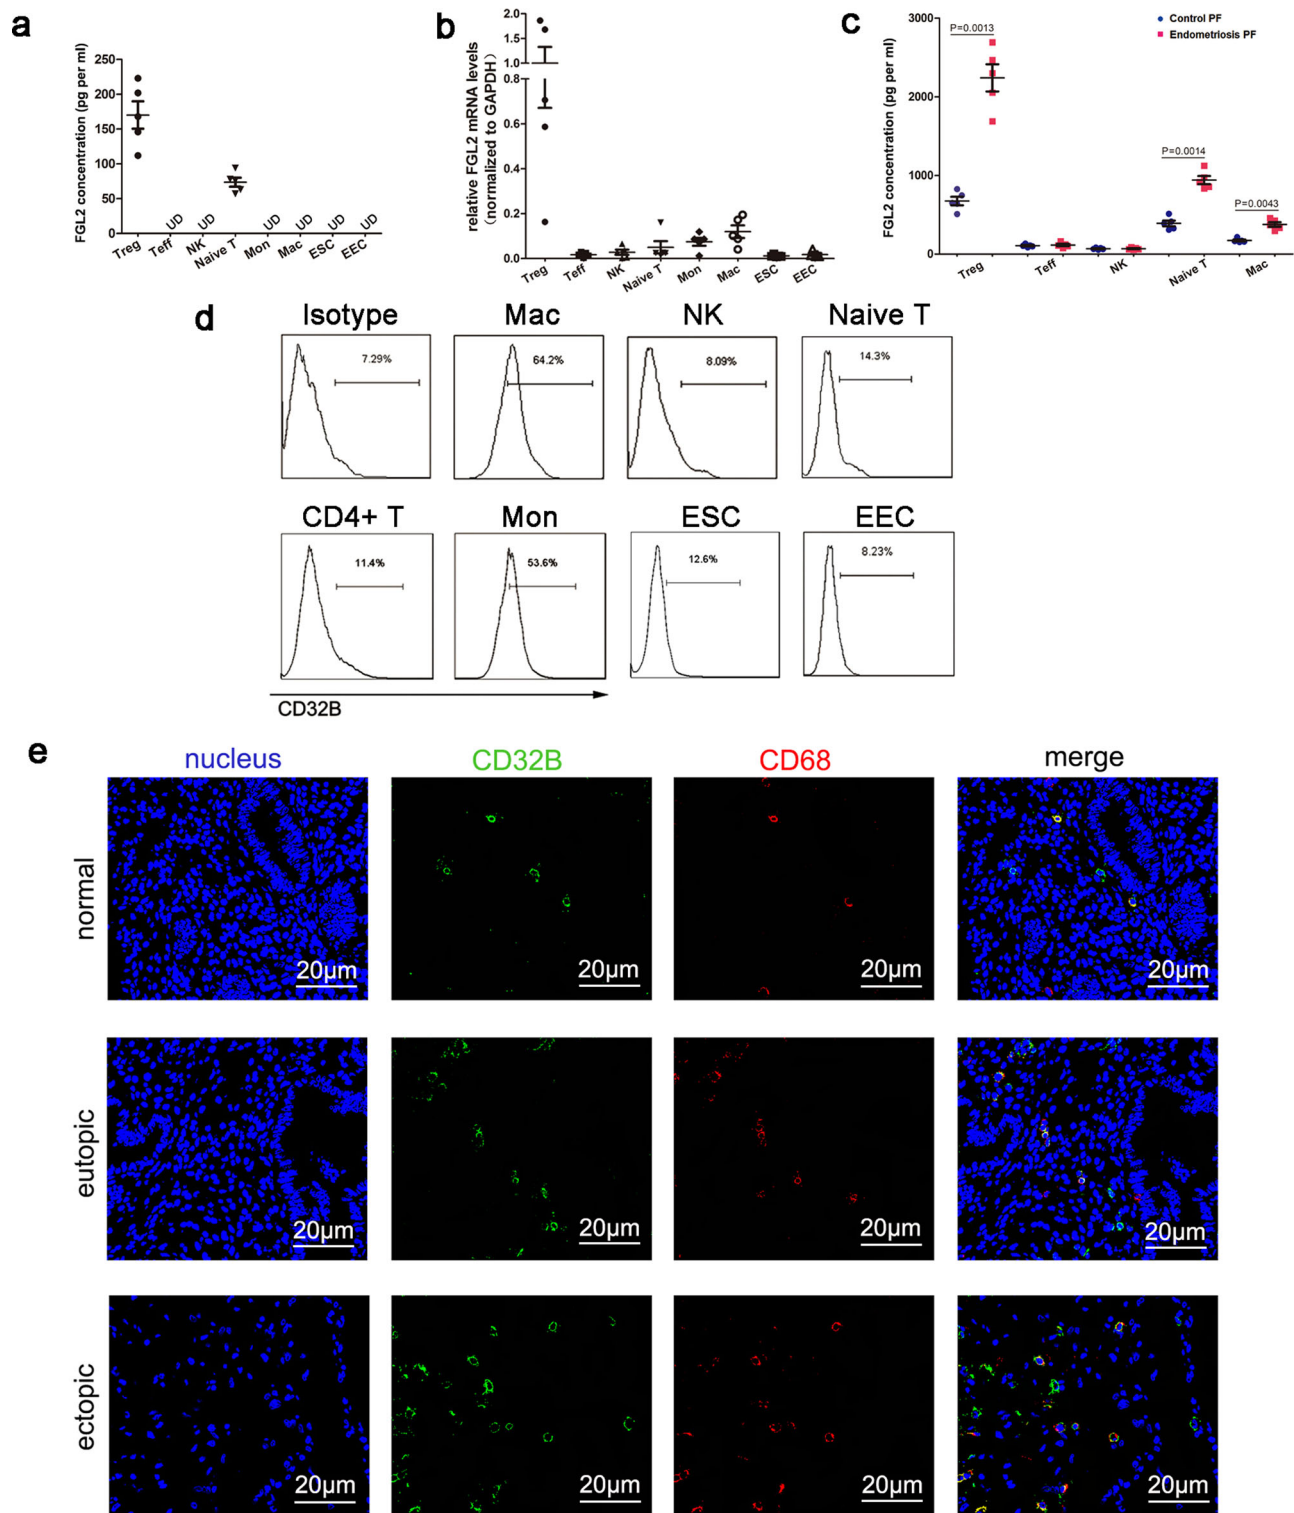 a
FGL2 concentration (pg per ml)
250
200
150
100
50
0
UD UD UD UD UD UD
Treg Teff NK Naive T Mon Mac ESC EEC
b
relative FGL2 mRNA levels
(normalized to GAPDH)
2.0
1.5
1.0
0.8
0.6
0.4
0.2
0.0
Treg Teff NK Naive T Mon Mac ESC EEC
c
Control PF
Endometriosis PF
FGL2 concentration (pg per ml)
3000
2000
1000
0
P=0.0013
P=0.0014
P=0.0043
Treg Teff NK Naive T Mac
d
Isotype Mac NK Naive T
7.29% 64.2% 8.09% 14.3%
CD4+ T Mon ESC EEC
11.4% 53.6% 12.6% 8.23%
CD32B
e
nucleus CD32B CD68 merge
normal
20µm 20µm 20µm 20µm
eutopic
20µm 20µm 20µm 20µm
ectopic
20µm 20µm 20µm 20µm